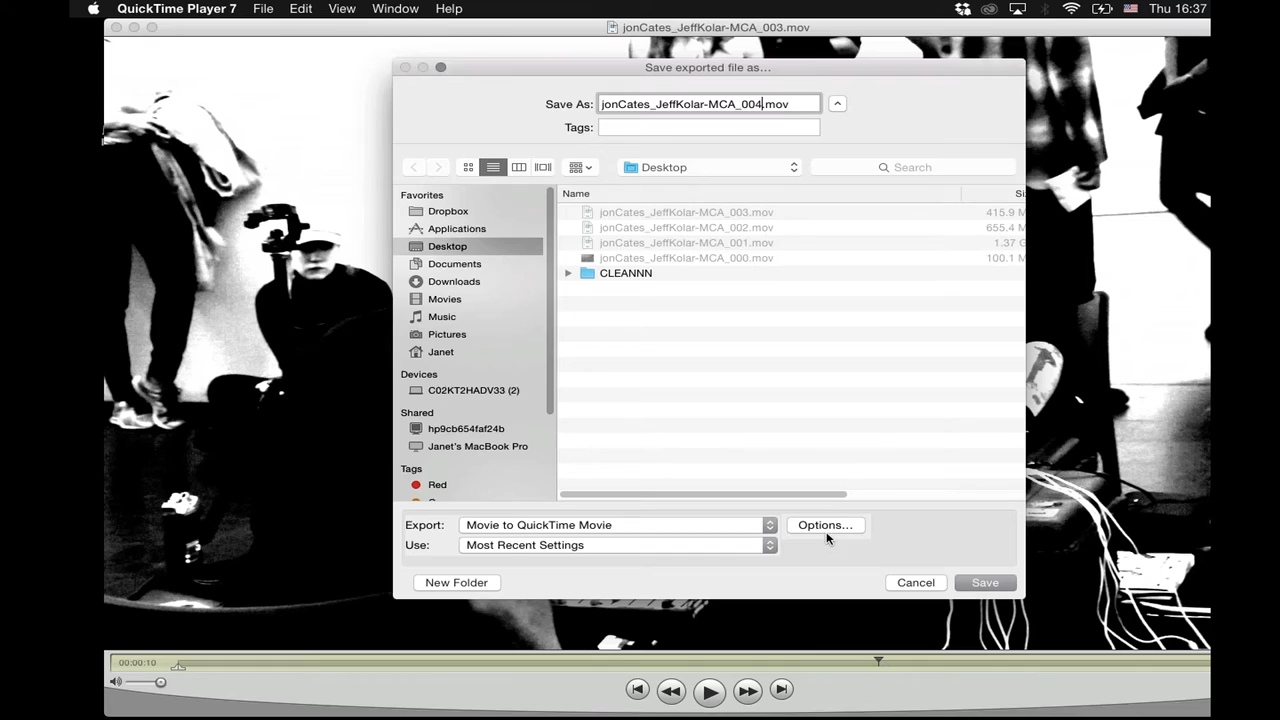 QuickTime Player 7 File Edit View Window Help Thu 16:37
jonCates_JeffKolar-MCA_003.mov
Save exported file as...
Save As: jonCates_JeffKolar-MCA_004.mov
Tags:
Desktop
Search
Favorites
Dropbox
Applications
Desktop
Documents
Downloads
Movies
Music
Pictures
Janet
Devices
C02KT2HADV33 (2)
Shared
hp9cb654faf24b
Janet's MacBook Pro
Tags
Red
Name Si
jonCates_JeffKolar-MCA_003.mov 415.9 M
jonCates_JeffKolar-MCA_002.mov 655.4 M
jonCates_JeffKolar-MCA_001.mov 1.37 G
jonCates_JeffKolar-MCA_000.mov 100.1 M
CLEANNN
Export: Movie to QuickTime Movie Options...
Use: Most Recent Settings
New Folder Cancel Save
00:00:10